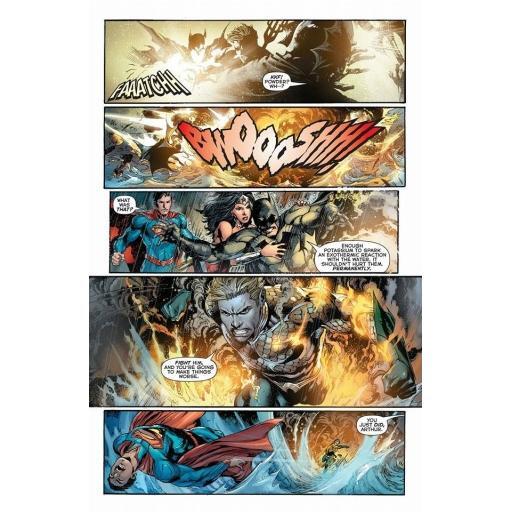 FAAATCHH
KKF!
POWDER?
WH--?
BWOOOSHH!
WHAT
WAS
THAT?
ENOUGH
POTASSIUM TO SPARK
AN EXOTHERMIC REACTION
WITH THE WATER. IT
SHOULDN'T HURT THEM.
PERMANENTLY.
FIGHT HIM,
AND YOU'RE GOING
TO MAKE THINGS
WORSE.
YOU
JUST DID,
ARTHUR.